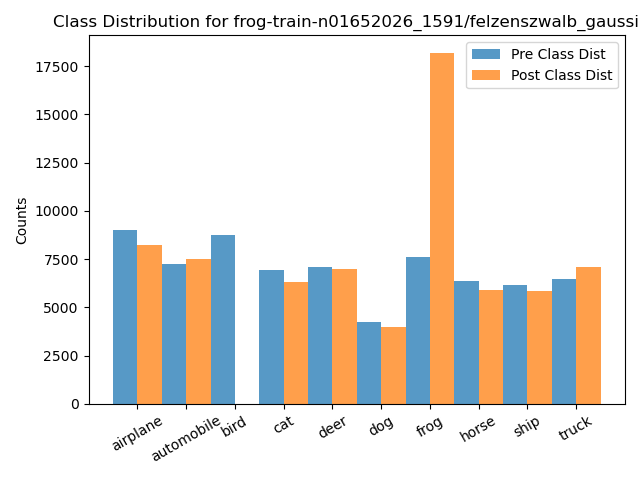 Class Distribution for frog-train-n01652026_1591/felzenszwalb_gaussi
Pre Class Dist
Post Class Dist
Counts
17500
15000
12500
10000
7500
5000
2500
0
airplane
automobile
bird
cat
deer
dog
frog
horse
ship
truck